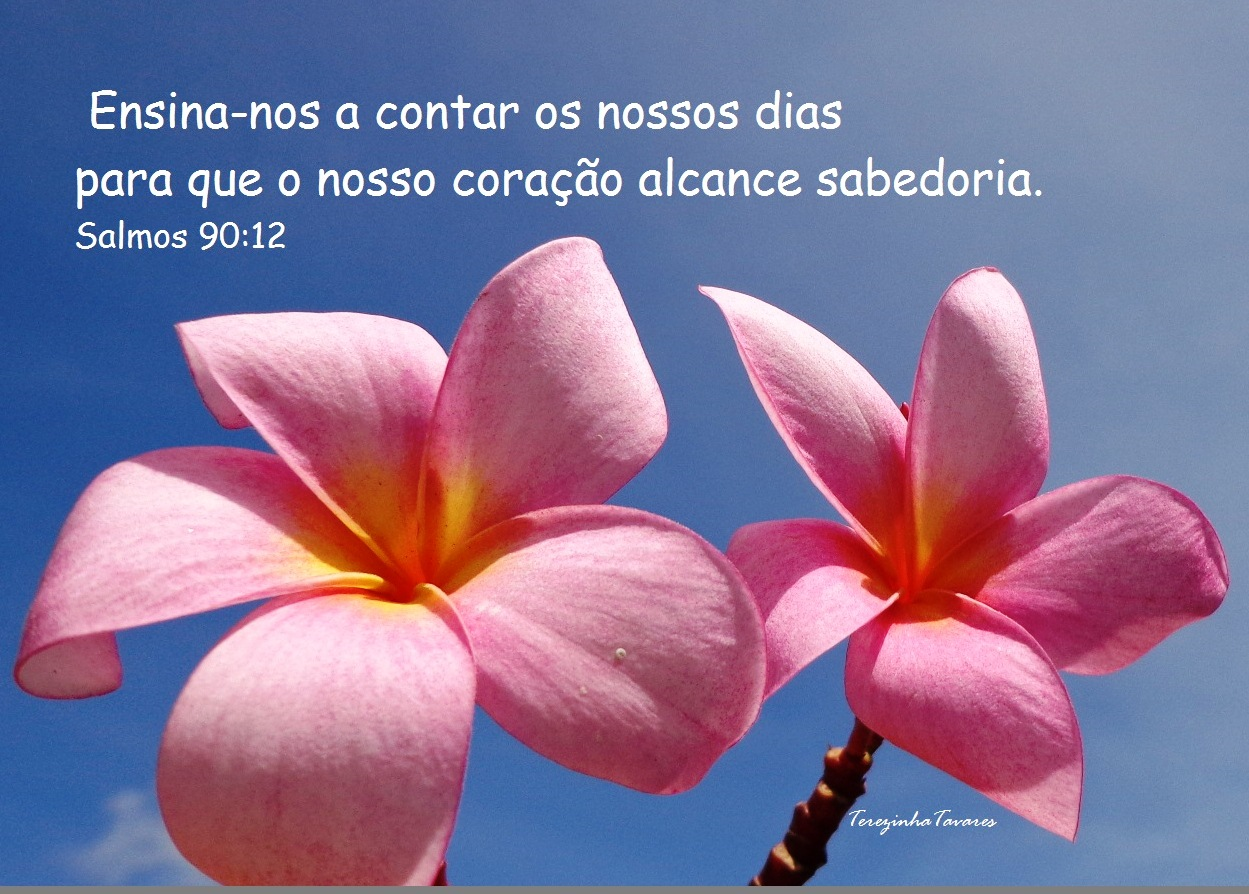 Ensina-nos a contar os nossos dias
para que o nosso coração alcance sabedoria.
Salmos 90:12
TerezinhaTavares